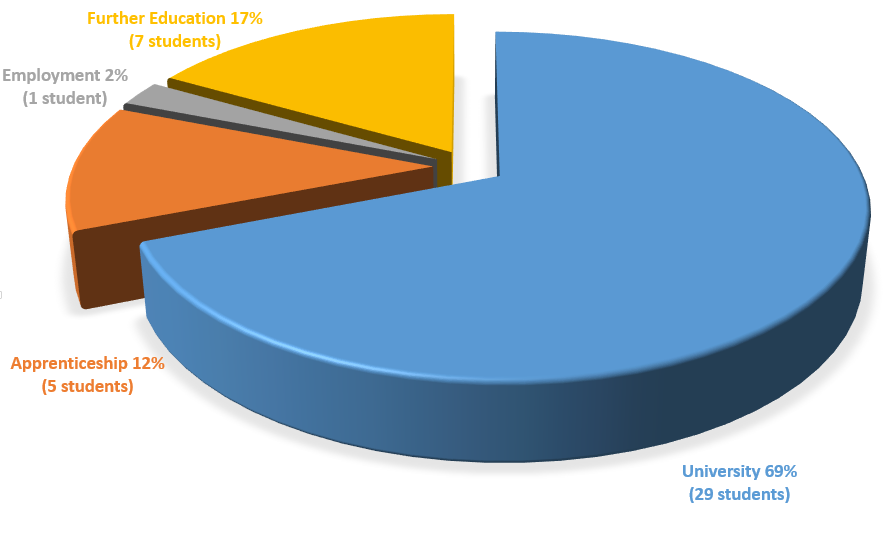 Further Education 17%
(7 students)
Employment 2%
(1 student)
Apprenticeship 12%
(5 students)
University 69%
(29 students)